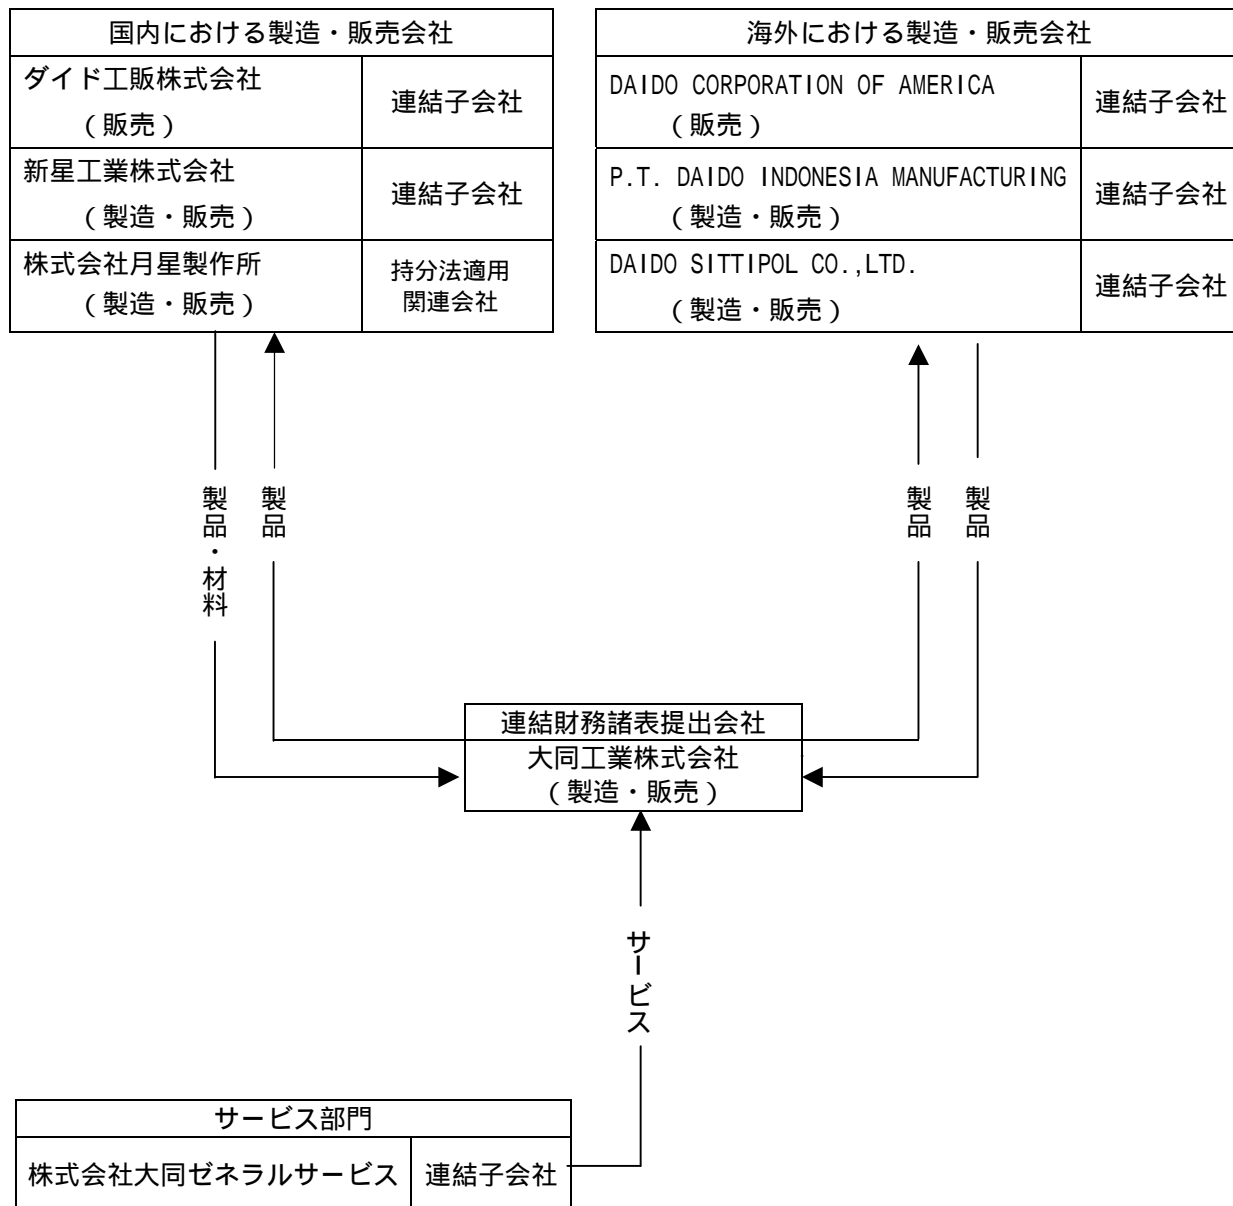 国内における製造・販売会社
ダイド工販株式会社
(販売)
連結子会社
新星工業株式会社
(製造・販売)
連結子会社
株式会社月星製作所
(製造・販売)
持分法適用
関連会社
海外における製造・販売会社
DAIDO CORPORATION OF AMERICA
(販売)
連結子会社
P.T. DAIDO INDONESIA MANUFACTURING
(製造・販売)
連結子会社
DAIDO SITTIPOL CO.,LTD.
(製造・販売)
連結子会社
製品・材料
製品
製品
製品
連結財務諸表提出会社
大同工業株式会社
(製造・販売)
サービス
サービス部門
株式会社大同ゼネラルサービス
連結子会社